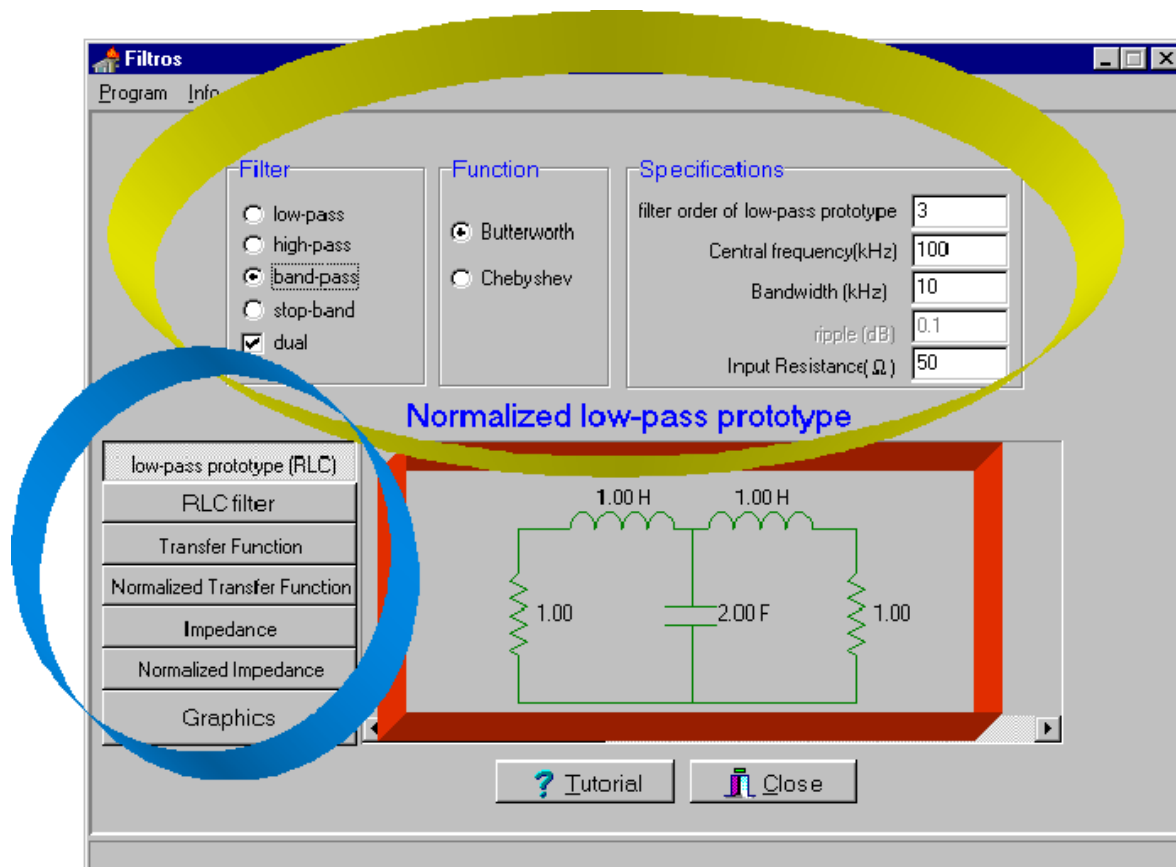 Filtros
Program Info
Filter
low-pass
high-pass
band-pass
stop-band
dual
Function
Butterworth
Chebyshev
Specifications
filter order of low-pass prototype 3
Central frequency(kHz) 100
Bandwidth (kHz) 10
ripple (dB) 0.1
Input Resistance(Ω) 50
Normalized low-pass prototype
low-pass prototype (RLC)
RLC filter
Transfer Function
Normalized Transfer Function
Impedance
Normalized Impedance
Graphics
1.00 H 1.00 H
1.00 2.00 F 1.00
? Tutorial
Close